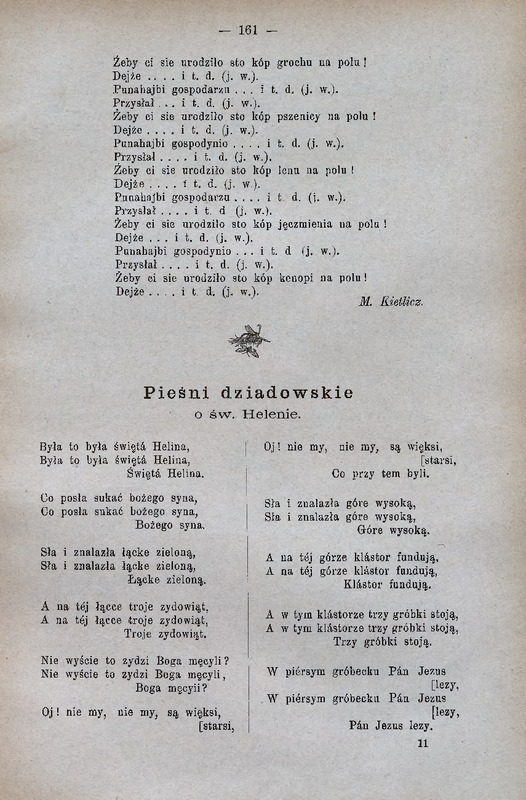 — 161 —
Żeby ci sie urodziło sto kóp grochu na polu!
Dejże . . . . i t. d. (j. w.).
Punahajbi gospodarzu . . . i t. d. (j. w.).
Przysłał . . . i t. d. (j. w.).
Żeby ci sie urodziło sto kóp pszenicy na polu!
Dejże . . . . i t. d. (j. w.).
Punahajbi gospodynio . . . . i t. d. (j. w.).
Przysłał . . . . i t. d. (j. w.).
Żeby ci sie urodziło sto kóp lenu na polu!
Dejże . . . . i t. d. (j. w.).
Punahajbi gospodarzu . . . . i t. d. (j. w.).
Przysłał . . . . i t. d (j. w.).
Żeby ci sie urodziło sto kóp jęczmienia na polu!
Dejże . . . i t. d. (j. w.).
Punahajbi gospodynio . . . i t. d (j. w.).
Przysłał . . . . i t. d. (j. w.).
Żeby ci sie urodziło sto kóp konopi na polu!
Dejże . . . . i t. d. (j. w.).
M. Kietlicz.
Pieśni dziadowskie
o św. Helenie.
Była to była świętá Helina,
Była to była świętá Helina,
Świętá Helina.
Co posła sukać bożego syna,
Co posła sukać bożego syna,
Bożego syna.
Sła i znalazła łącke zieloną,
Sła i znalazła łącke zieloną,
Łącke zieloną.
A na téj łącce troje zydowiąt,
A na téj łącce troje zydowiąt,
Troje zydowiąt.
Nie wyście to zydzi Boga męcyli?
Nie wyście to zydzi Boga męcyli,
Boga męcyli?
Oj! nie my, nie my, są więksi,
[starsi,
Oj! nie my, nie my, są więksi,
[starsi,
Co przy tem byli.
Sła i znalazła góre wysoką,
Sła i znalazła góre wysoką,
Góre wysoką.
A na téj górze klástor fundują,
A na téj górze klástor fundują,
Klástor fundują.
A w tym klástorze trzy gróbki stoją,
A w tym klástorze trzy gróbki stoją,
Trzy gróbki stoją.
W piérsym gróbecku Pán Jezus
[lezy,
W piérsym gróbecku Pán Jezus
[lezy,
Pán Jezus lezy.
11